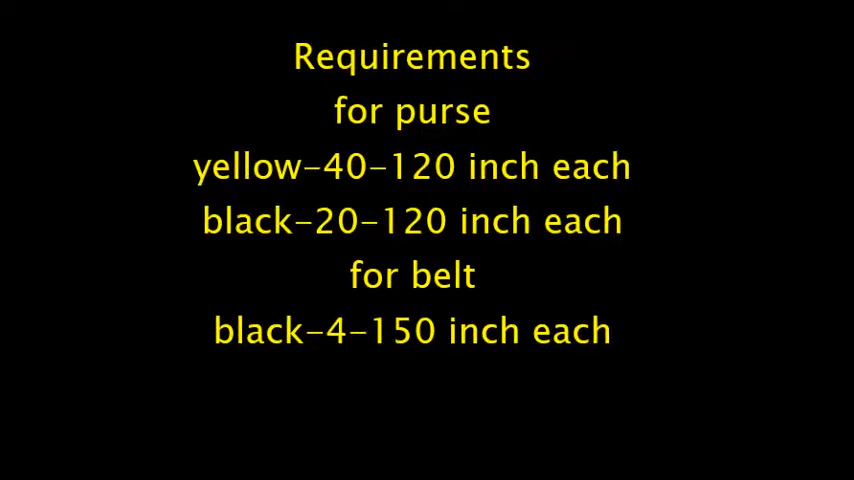 Requirements
for purse
yellow-40-120 inch each
black-20-120 inch each
for belt
black-4-150 inch each